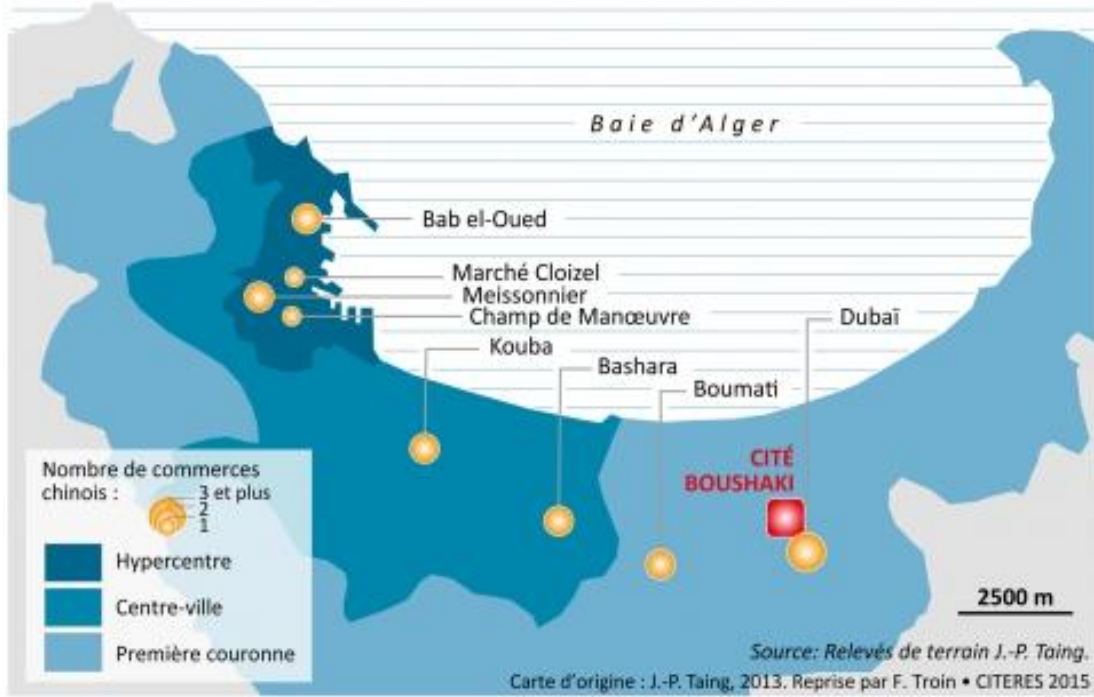 Baie d'Alger
Bab el-Oued
Marché Cloizel
Meissonnier
Champ de Manœuvre
Dubaï
Kouba
Bashara
Boumati
CITÉ
BOUSHAKI
Nombre de commerces
chinois :
3 et plus
2
1
Hypercentre
Centre-ville
Première couronne
2500 m
Source: Relevés de terrain J.-P. Taing.
Carte d'origine : J.-P. Taing, 2013. Reprise par F. Troin • CITERES 2015